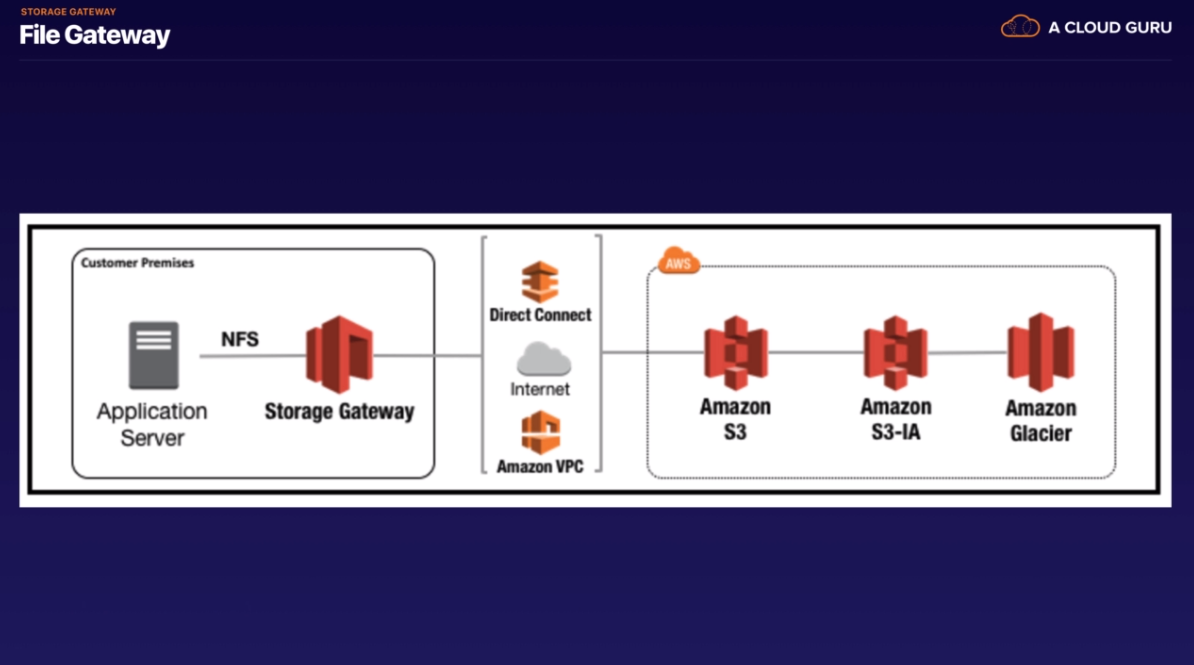 STORAGE GATEWAY
File Gateway
A CLOUD GURU
Customer Premises
NFS
Application
Server
Storage Gateway
Direct Connect
Internet
Amazon VPC
AWS
Amazon
S3
Amazon
S3-IA
Amazon
Glacier